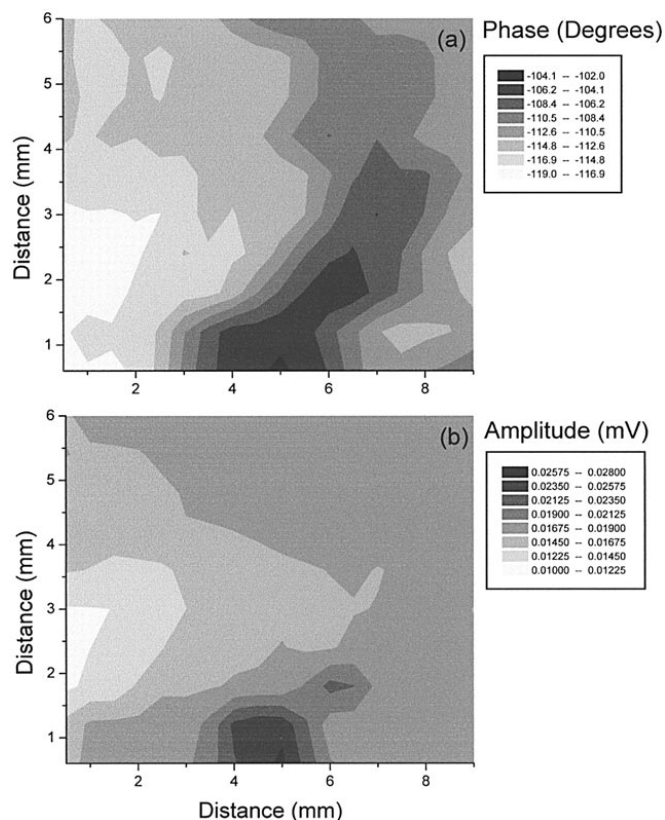 (a)
Phase (Degrees)
-104.1 -- -102.0
-106.2 -- -104.1
-108.4 -- -106.2
-110.5 -- -108.4
-112.6 -- -110.5
-114.8 -- -112.6
-116.9 -- -114.8
-119.0 -- -116.9
6
5
4
3
2
1
Distance (mm)
2 4 6 8
(b)
Amplitude (mV)
0.02575 -- 0.02800
0.02350 -- 0.02575
0.02125 -- 0.02350
0.01900 -- 0.02125
0.01675 -- 0.01900
0.01450 -- 0.01675
0.01225 -- 0.01450
0.01000 -- 0.01225
6
5
4
3
2
1
Distance (mm)
2 4 6 8
Distance (mm)